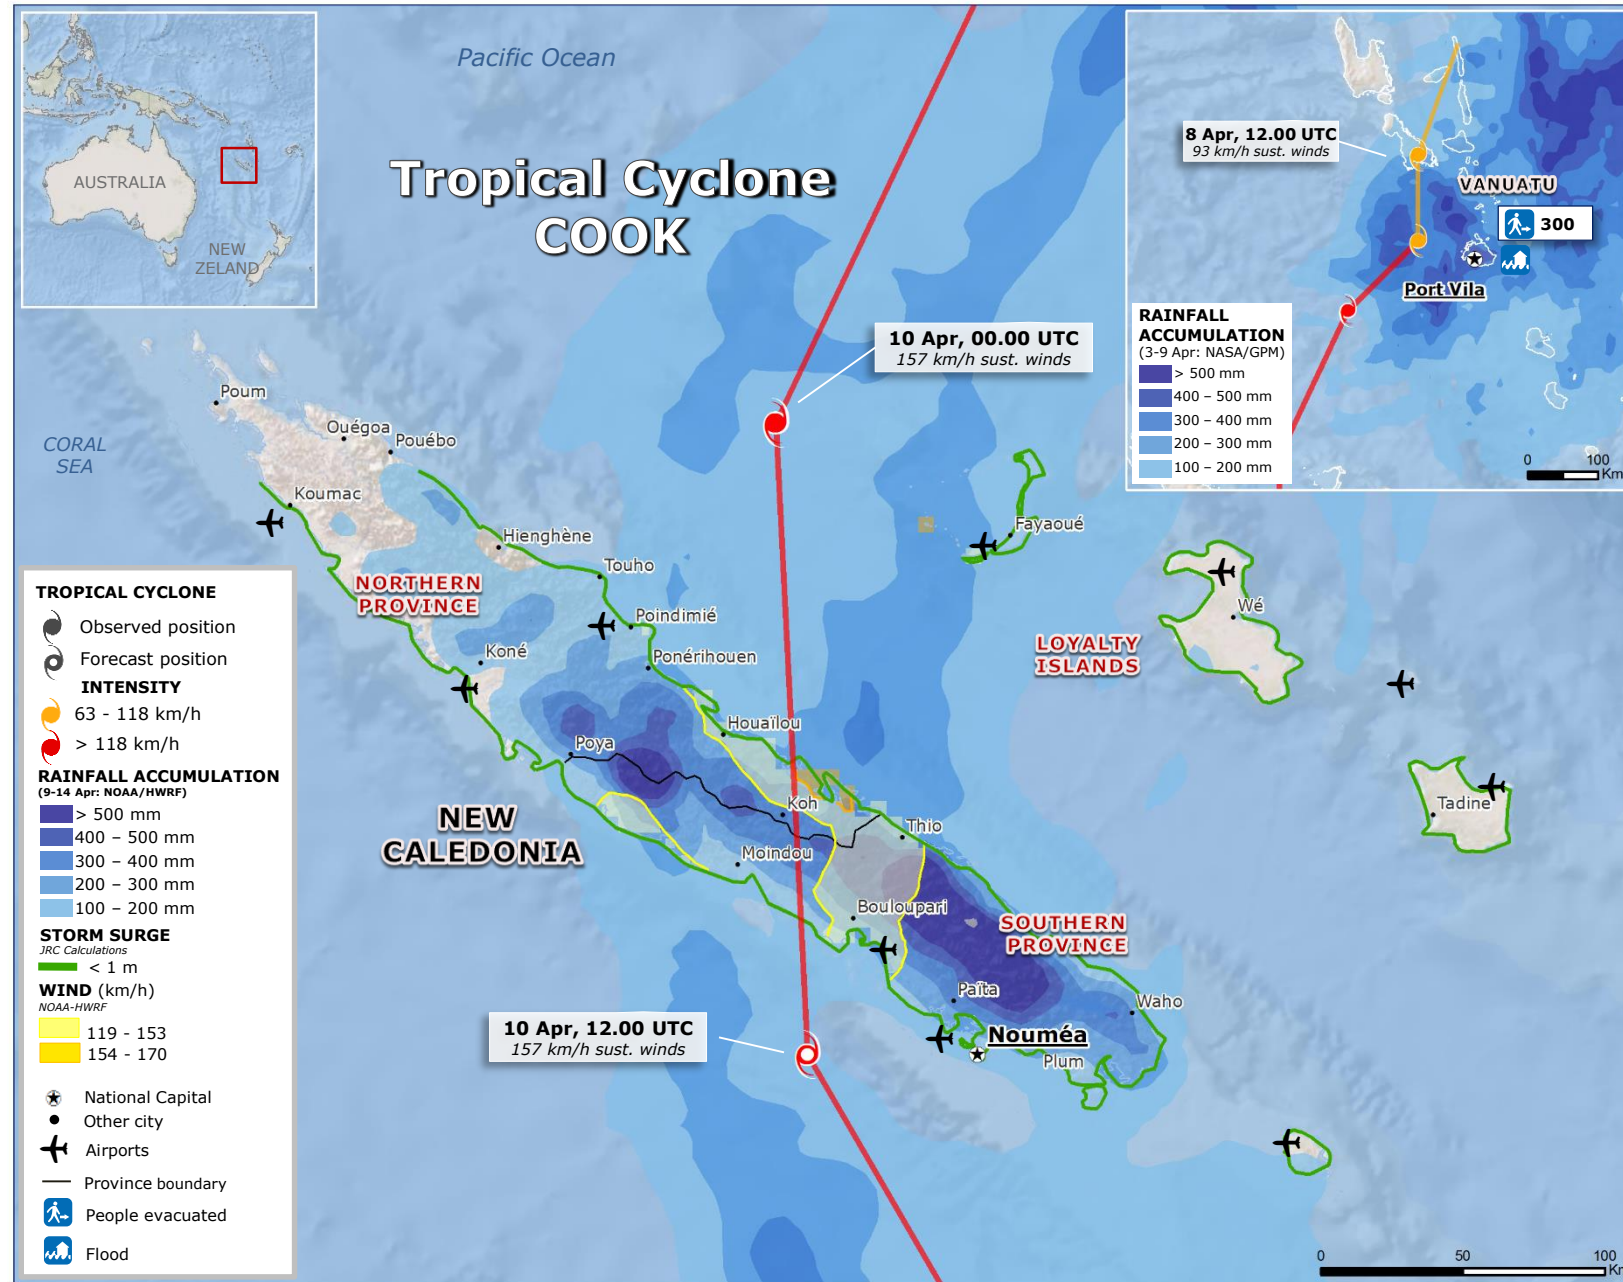 Pacific Ocean
AUSTRALIA
NEW
ZELAND
Tropical Cyclone
COOK
8 Apr, 12.00 UTC
93 km/h sust. winds
VANUATU
300
Port Vila
RAINFALL
ACCUMULATION
(3-9 Apr: NASA/GPM)
> 500 mm
400 – 500 mm
300 – 400 mm
200 – 300 mm
100 – 200 mm
0 100
Km
10 Apr, 00.00 UTC
157 km/h sust. winds
CORAL
SEA
Poum
Ouégoa
Pouébo
Koumac
Hienghène
Touho
Poindimié
Ponérihouen
Koné
NORTHERN
PROVINCE
Fayaoué
Wé
LOYALTY
ISLANDS
Tadine
Houaïlou
Poya
Koh
Thio
Moindou
Bouloupari
NEW
CALEDONIA
SOUTHERN
PROVINCE
Païta
Waho
Nouméa
Plum
10 Apr, 12.00 UTC
157 km/h sust. winds
TROPICAL CYCLONE
Observed position
Forecast position
INTENSITY
63 - 118 km/h
> 118 km/h
RAINFALL ACCUMULATION
(9-14 Apr: NOAA/HWRF)
> 500 mm
400 – 500 mm
300 – 400 mm
200 – 300 mm
100 – 200 mm
STORM SURGE
JRC Calculations
< 1 m
WIND (km/h)
NOAA-HWRF
119 - 153
154 - 170
National Capital
Other city
Airports
Province boundary
People evacuated
Flood
0 50 100
Km